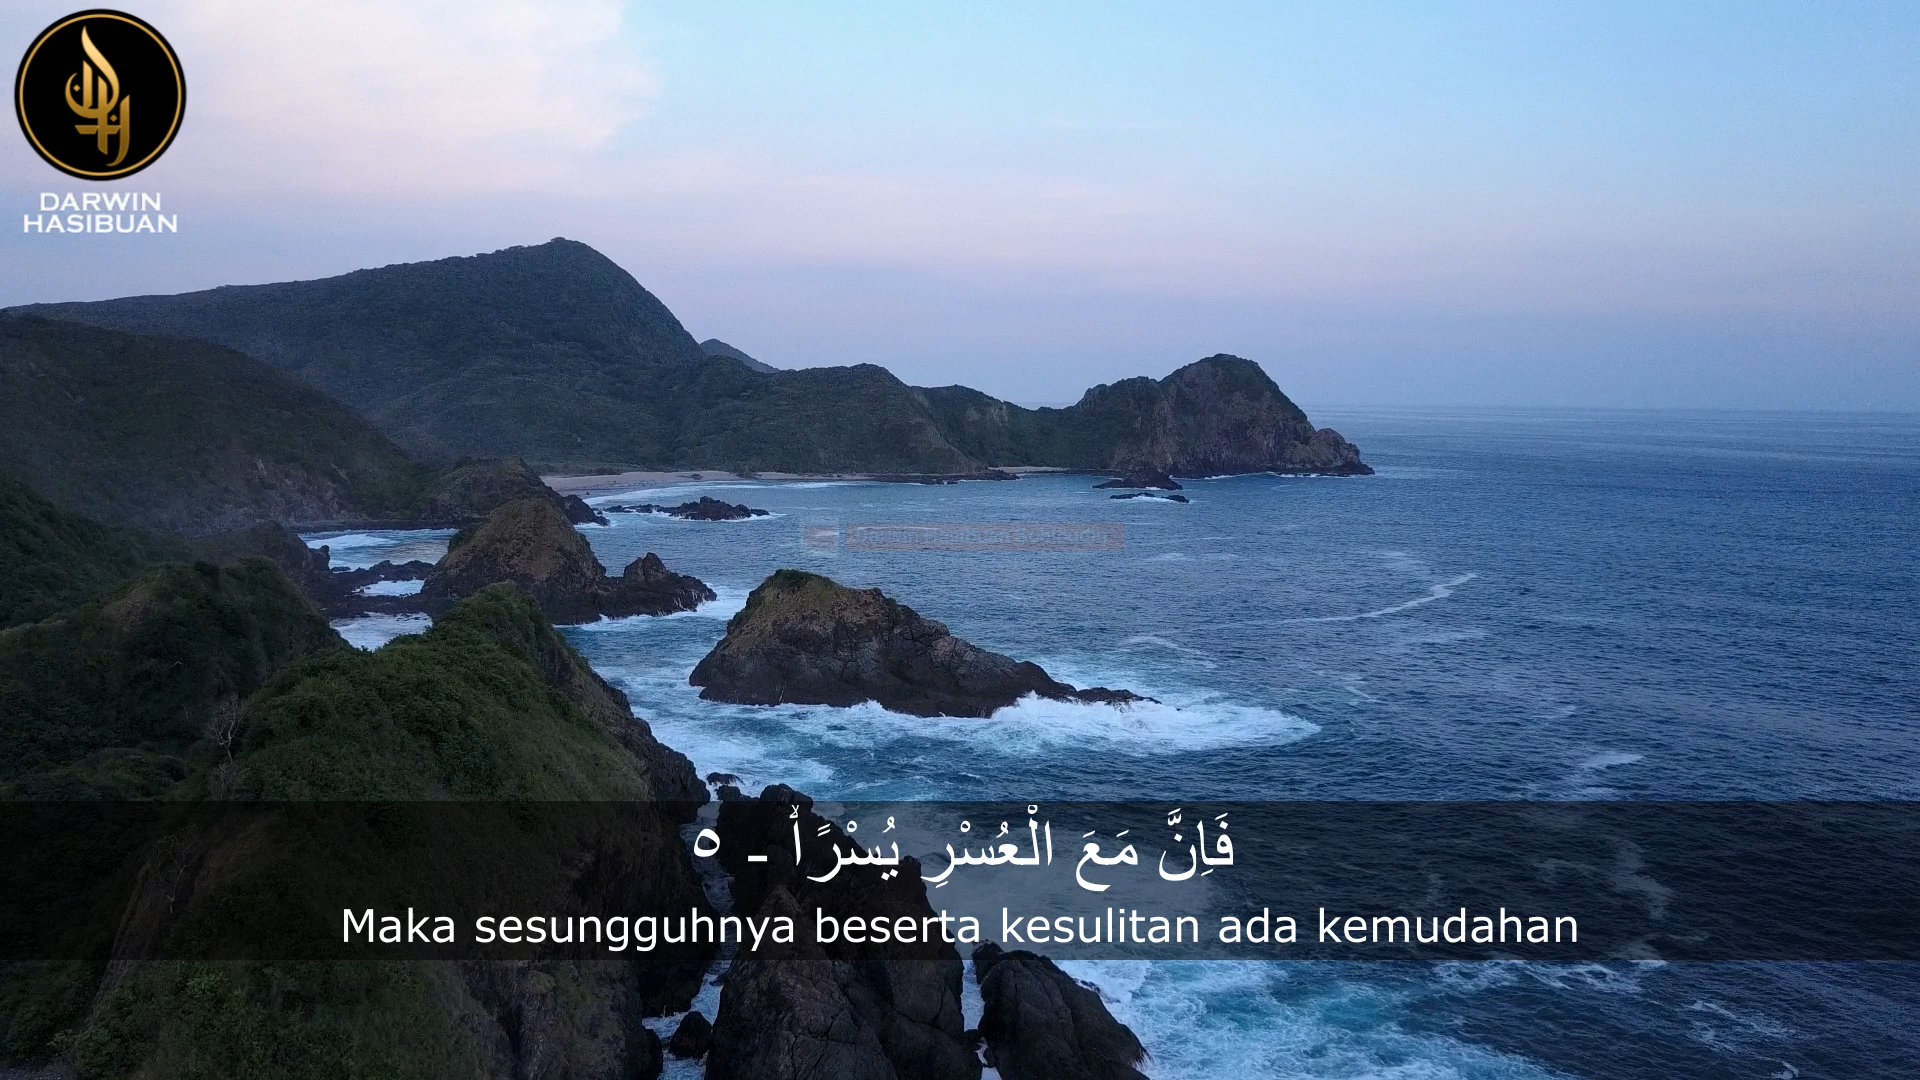 DARWIN
HASIBUAN
فَاِنَّ مَعَ الْعُسْرِ يُسْرًاۙ - ٥
Maka sesungguhnya beserta kesulitan ada kemudahan